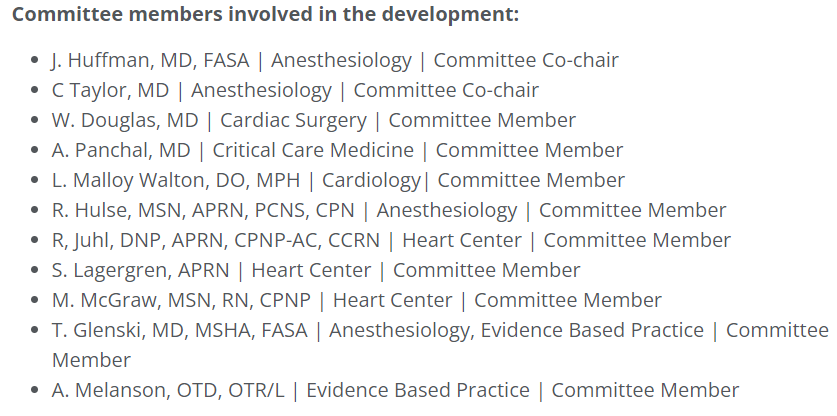 Committee members involved in the development:
• J. Huffman, MD, FASA | Anesthesiology | Committee Co-chair
• C Taylor, MD | Anesthesiology | Committee Co-chair
• W. Douglas, MD | Cardiac Surgery | Committee Member
• A. Panchal, MD | Critical Care Medicine | Committee Member
• L. Malloy Walton, DO, MPH | Cardiology| Committee Member
• R. Hulse, MSN, APRN, PCNS, CPN | Anesthesiology | Committee Member
• R, Juhl, DNP, APRN, CPNP-AC, CCRN | Heart Center | Committee Member
• S. Lagergren, APRN | Heart Center | Committee Member
• M. McGraw, MSN, RN, CPNP | Heart Center | Committee Member
• T. Glenski, MD, MSHA, FASA | Anesthesiology, Evidence Based Practice | Committee
Member
• A. Melanson, OTD, OTR/L | Evidence Based Practice | Committee Member